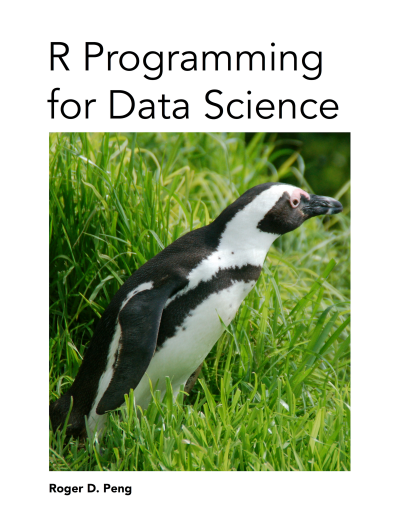 R Programming
for Data Science
Roger D. Peng